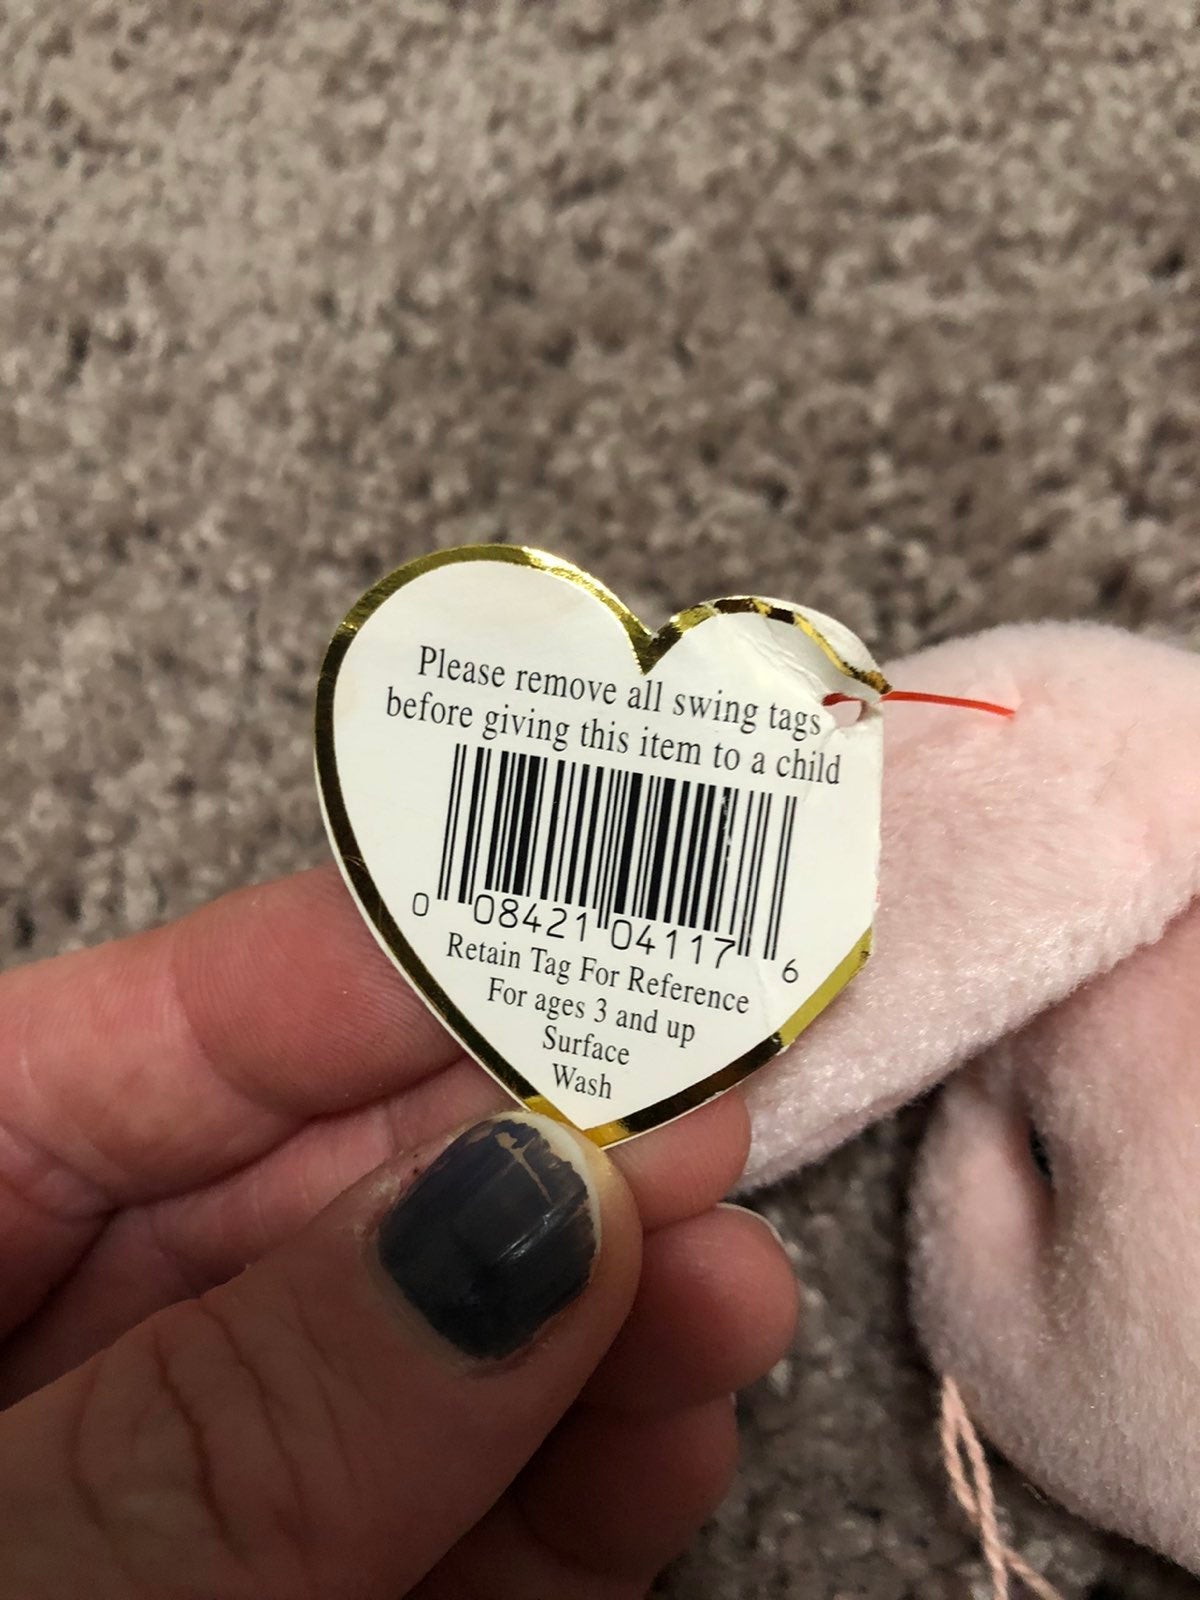 Please remove all swing tags
before giving this item to a child
0 08421 04117 6
Retain Tag For Reference
For ages 3 and up
Surface
Wash